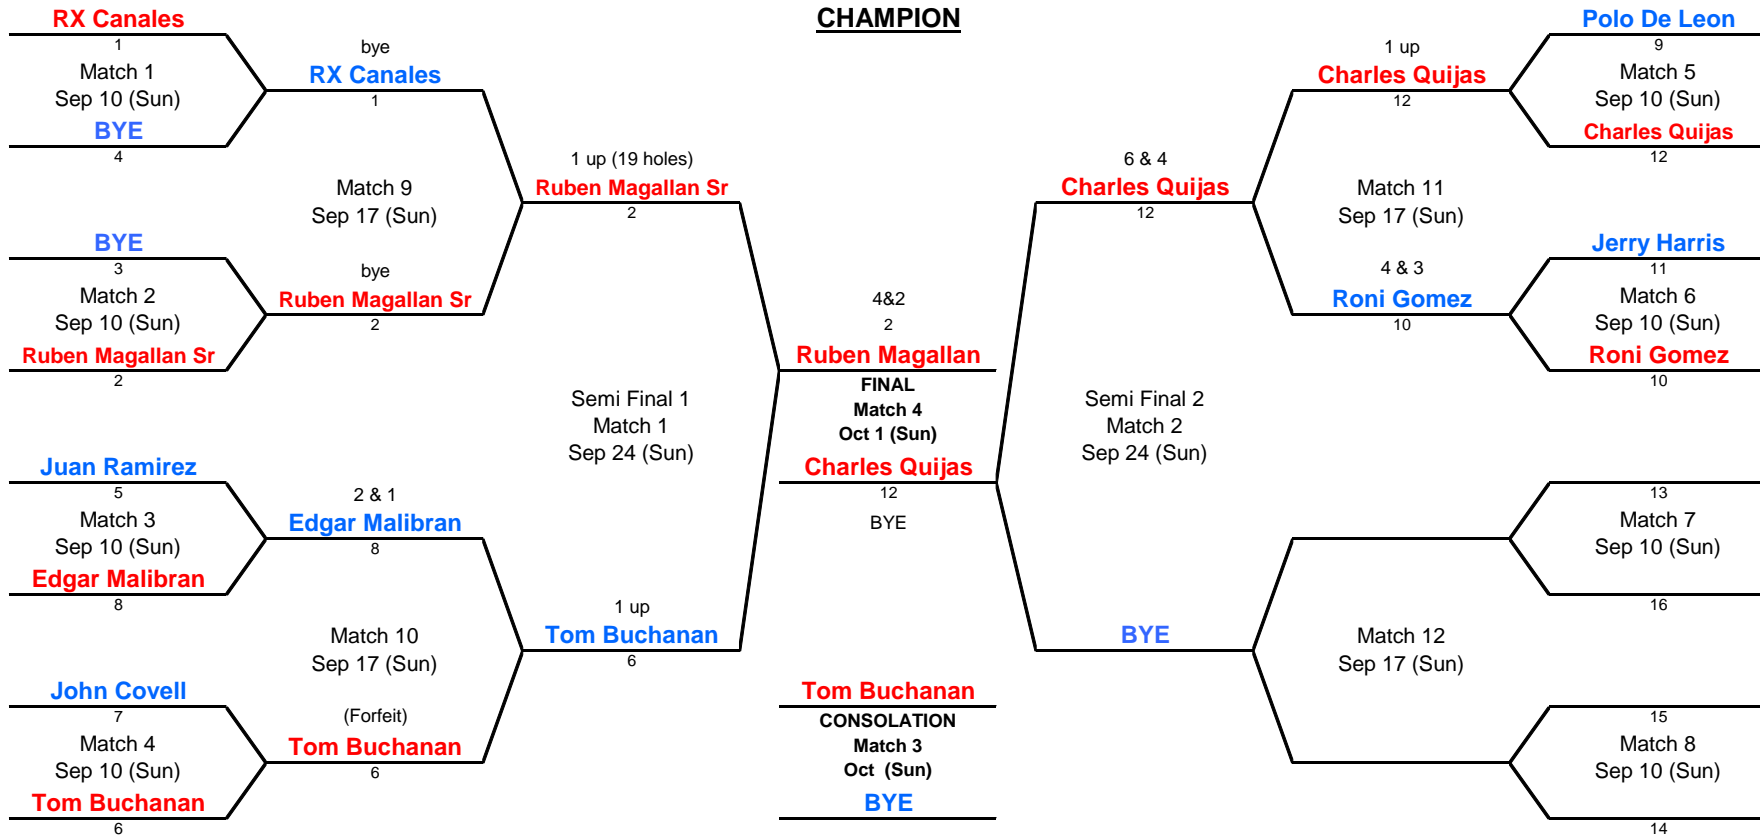 CHAMPION
RX Canales
1
Match 1
Sep 10 (Sun)
BYE
4
BYE
3
Match 2
Sep 10 (Sun)
Ruben Magallan Sr
2
Juan Ramirez
5
Match 3
Sep 10 (Sun)
Edgar Malibran
8
John Covell
7
Match 4
Sep 10 (Sun)
Tom Buchanan
6
bye
RX Canales
1
Match 9
Sep 17 (Sun)
bye
Ruben Magallan Sr
2
2 & 1
Edgar Malibran
8
Match 10
Sep 17 (Sun)
(Forfeit)
Tom Buchanan
6
1 up (19 holes)
Ruben Magallan Sr
2
Semi Final 1
Match 1
Sep 24 (Sun)
1 up
Tom Buchanan
6
4&2
2
Ruben Magallan
FINAL
Match 4
Oct 1 (Sun)
Charles Quijas
12
BYE
Tom Buchanan
CONSOLATION
Match 3
Oct (Sun)
BYE
6 & 4
Charles Quijas
12
Semi Final 2
Match 2
Sep 24 (Sun)
BYE
1 up
Charles Quijas
12
Match 11
Sep 17 (Sun)
4 & 3
Roni Gomez
10
Match 12
Sep 17 (Sun)
Polo De Leon
9
Match 5
Sep 10 (Sun)
Charles Quijas
12
Jerry Harris
11
Match 6
Sep 10 (Sun)
Roni Gomez
10
13
Match 7
Sep 10 (Sun)
16
15
Match 8
Sep 10 (Sun)
14